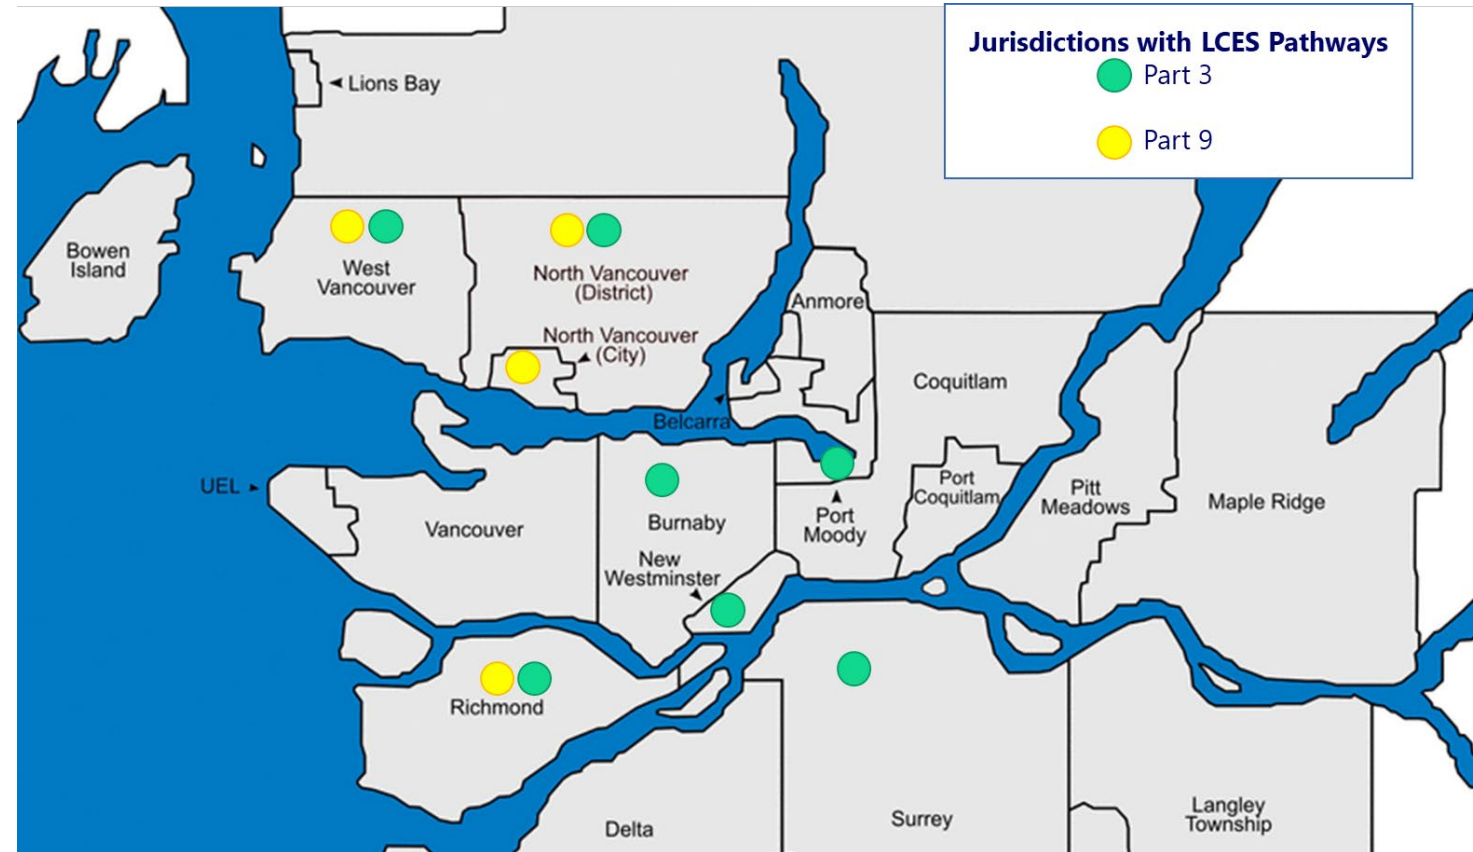 Jurisdictions with LCES Pathways
Part 3
Part 9
Lions Bay
Bowen
Island
West
Vancouver
North Vancouver
(District)
North Vancouver
(City)
Anmore
Belcarra
Coquitlam
Port
Coquitlam
Pitt
Meadows
Maple Ridge
UEL
Vancouver
Burnaby
Port
Moody
New
Westminster
Richmond
Delta
Surrey
Langley
Township